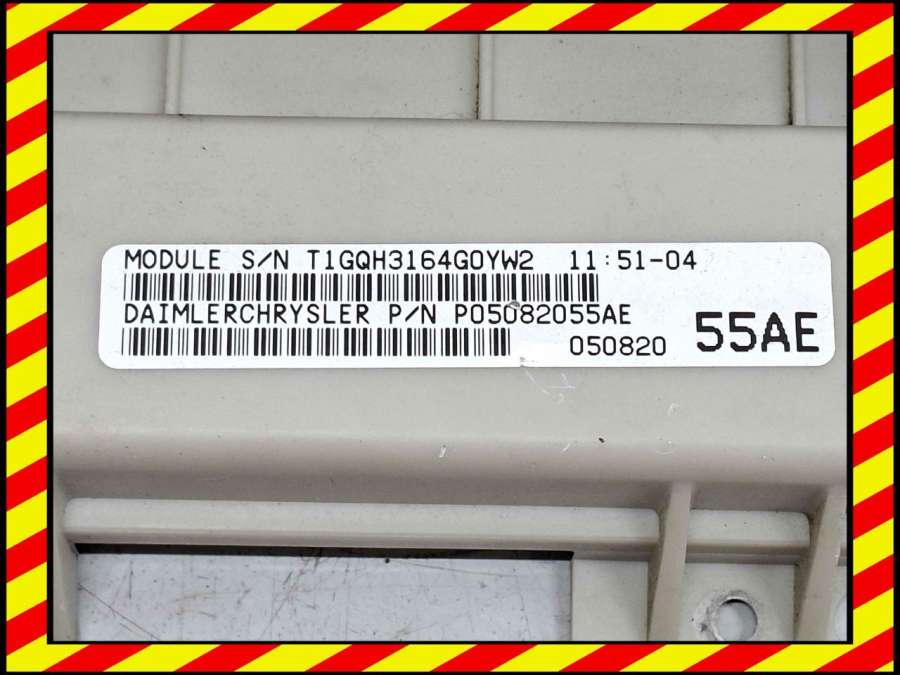 MODULE S/N T1GQH3164G0YW2 11:51-04
DAIMLERCHRYSLER P/N P05082055AE
050820 55AE